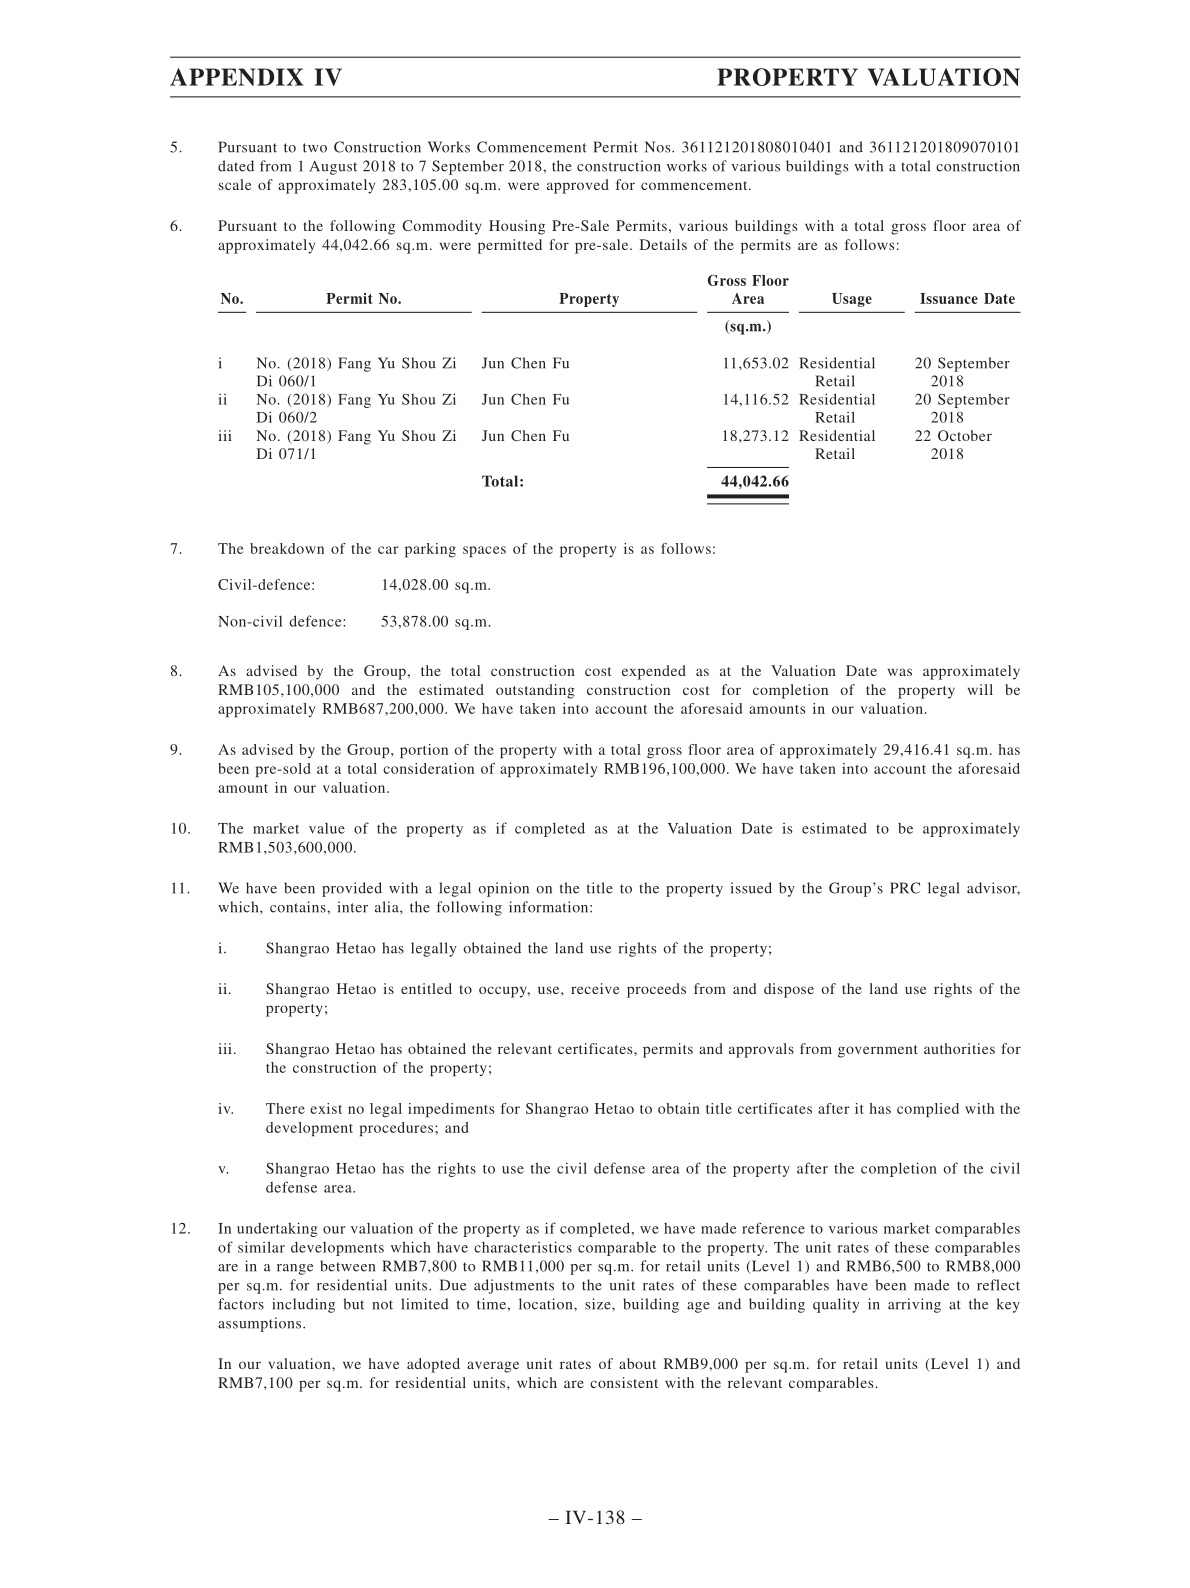 APPENDIX IV PROPERTY VALUATION
5. Pursuant to two Construction Works Commencement Permit Nos. 361121201808010401 and 361121201809070101
dated from 1 August 2018 to 7 September 2018, the construction works of various buildings with a total construction
scale of approximately 283,105.00 sq.m. were approved for commencement.
6. Pursuant to the following Commodity Housing Pre-Sale Permits, various buildings with a total gross floor area of
approximately 44,042.66 sq.m. were permitted for pre-sale. Details of the permits are as follows:
Gross Floor
No. Permit No. Property Area Usage Issuance Date
(sq.m.)
i No. (2018) Fang Yu Shou Zi Jun Chen Fu 11,653.02 Residential 20 September
Di 060/1 Retail 2018
ii No. (2018) Fang Yu Shou Zi Jun Chen Fu 14,116.52 Residential 20 September
Di 060/2 Retail 2018
iii No. (2018) Fang Yu Shou Zi Jun Chen Fu 18,273.12 Residential 22 October
Di 071/1 Retail 2018
Total: 44,042.66
7. The breakdown of the car parking spaces of the property is as follows:
Civil-defence: 14,028.00 sq.m.
Non-civil defence: 53,878.00 sq.m.
8. As advised by the Group, the total construction cost expended as at the Valuation Date was approximately
RMB105,100,000 and the estimated outstanding construction cost for completion of the property will be
approximately RMB687,200,000. We have taken into account the aforesaid amounts in our valuation.
9. As advised by the Group, portion of the property with a total gross floor area of approximately 29,416.41 sq.m. has
been pre-sold at a total consideration of approximately RMB196,100,000. We have taken into account the aforesaid
amount in our valuation.
10. The market value of the property as if completed as at the Valuation Date is estimated to be approximately
RMB1,503,600,000.
11. We have been provided with a legal opinion on the title to the property issued by the Group's PRC legal advisor,
which, contains, inter alia, the following information:
i. Shangrao Hetao has legally obtained the land use rights of the property;
ii. Shangrao Hetao is entitled to occupy, use, receive proceeds from and dispose of the land use rights of the
property;
iii. Shangrao Hetao has obtained the relevant certificates, permits and approvals from government authorities for
the construction of the property;
iv. There exist no legal impediments for Shangrao Hetao to obtain title certificates after it has complied with the
development procedures; and
v. Shangrao Hetao has the rights to use the civil defense area of the property after the completion of the civil
defense area.
12. In undertaking our valuation of the property as if completed, we have made reference to various market comparables
of similar developments which have characteristics comparable to the property. The unit rates of these comparables
are in a range between RMB7,800 to RMB11,000 per sq.m. for retail units (Level 1) and RMB6,500 to RMB8,000
per sq.m. for residential units. Due adjustments to the unit rates of these comparables have been made to reflect
factors including but not limited to time, location, size, building age and building quality in arriving at the key
assumptions.
In our valuation, we have adopted average unit rates of about RMB9,000 per sq.m. for retail units (Level 1) and
RMB7,100 per sq.m. for residential units, which are consistent with the relevant comparables.
– IV-138 –